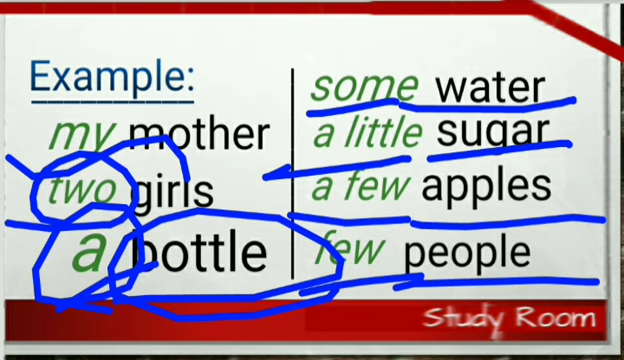 Example:
my mother
two girls
a bottle
some water
a little sugar
a few apples
few people
Study Room